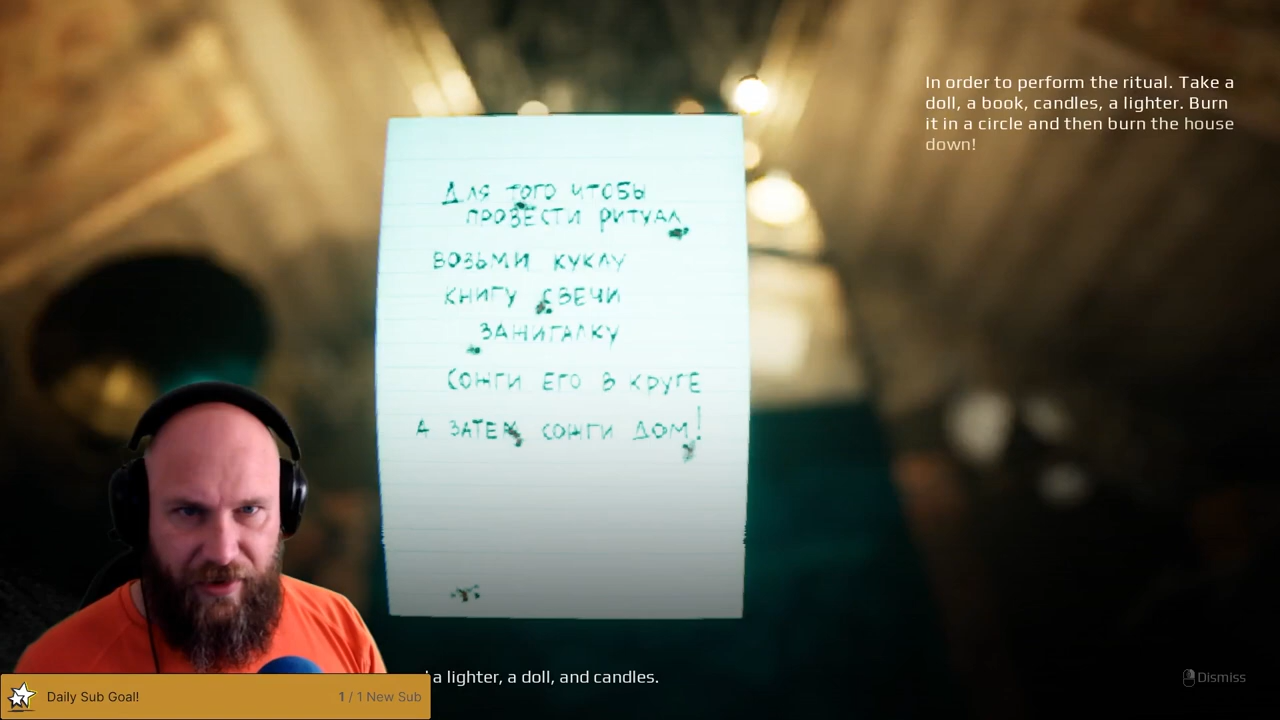 In order to perform the ritual. Take a
doll, a book, candles, a lighter. Burn
it in a circle and then burn the house
down!
Для того чтобы
провести ритуал
возьми куклу
книгу свечи
зажигалку
Сожги его в круге
а затем сожги дом!
a lighter, a doll, and candles.
Dismiss
Daily Sub Goal!
1 / 1 New Sub